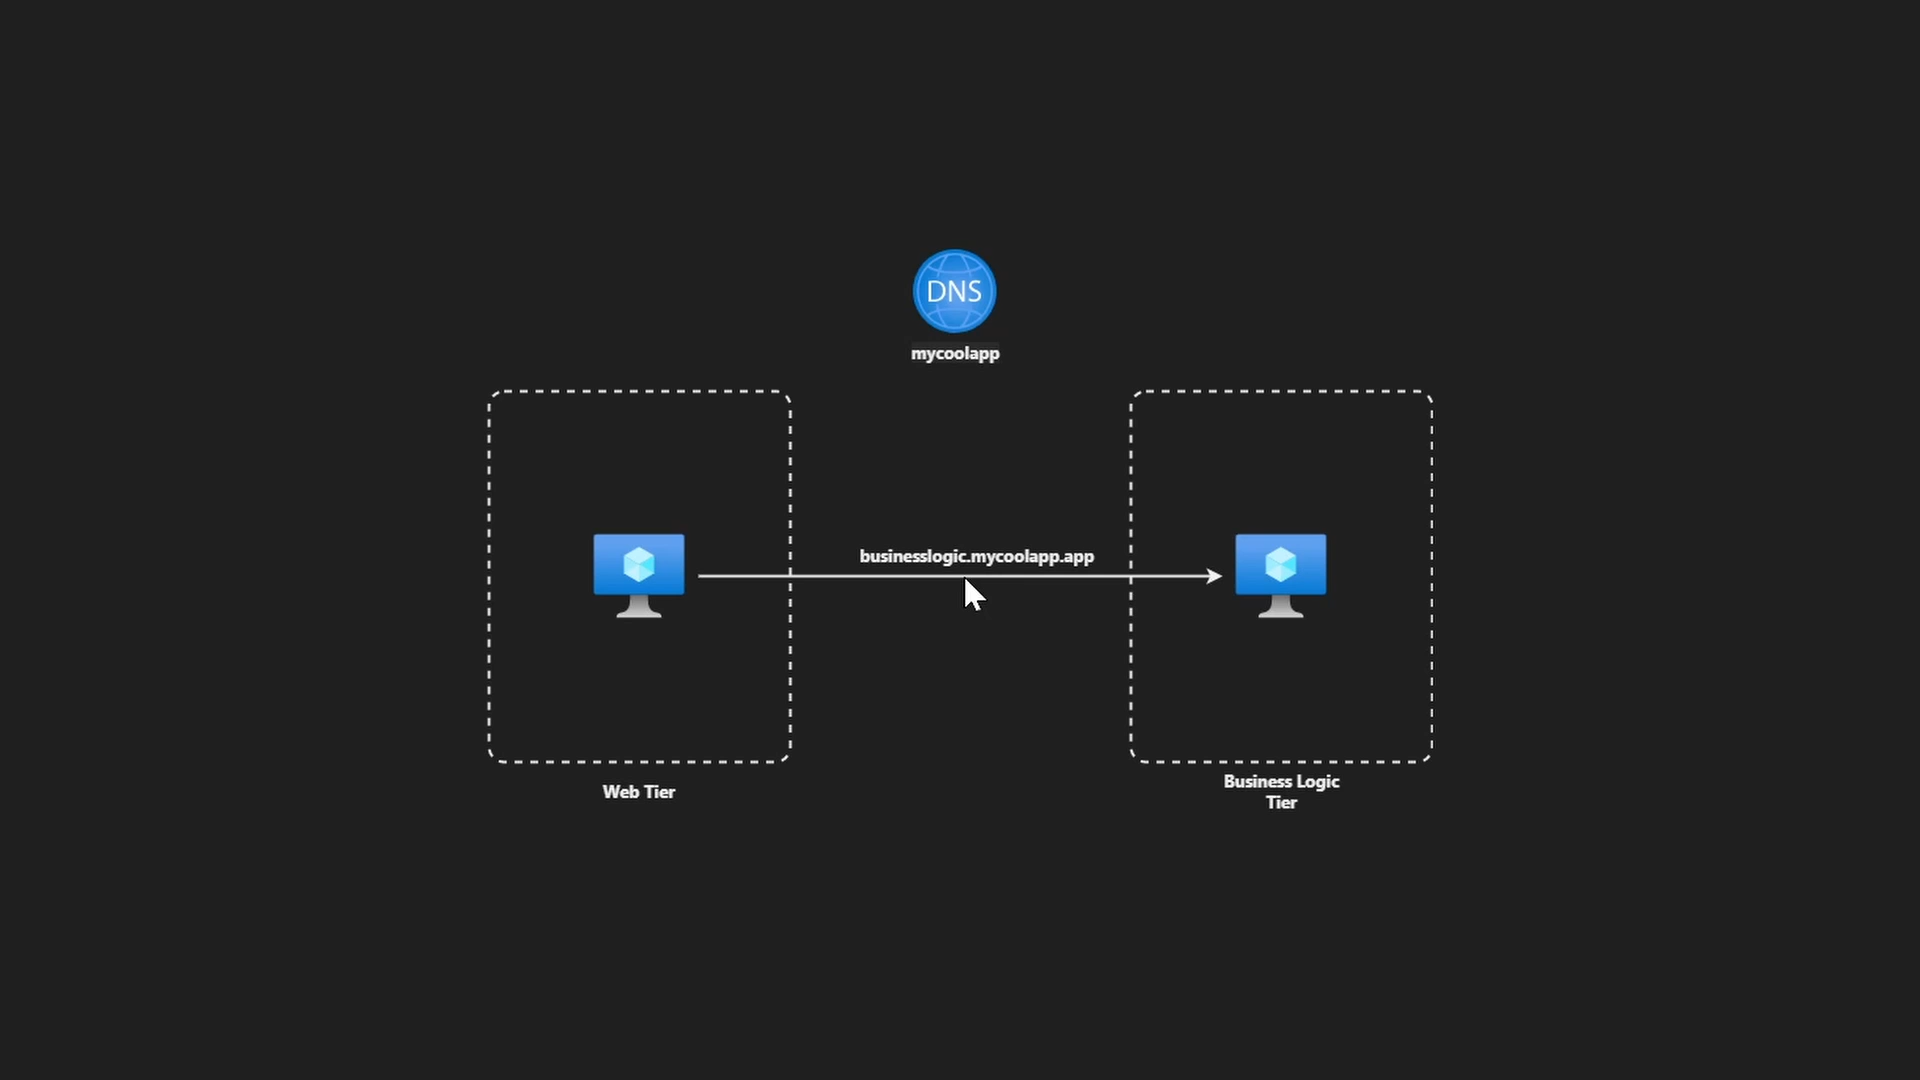 DNS
mycoolapp
businesslogic.mycoolapp.app
Web Tier
Business Logic
Tier